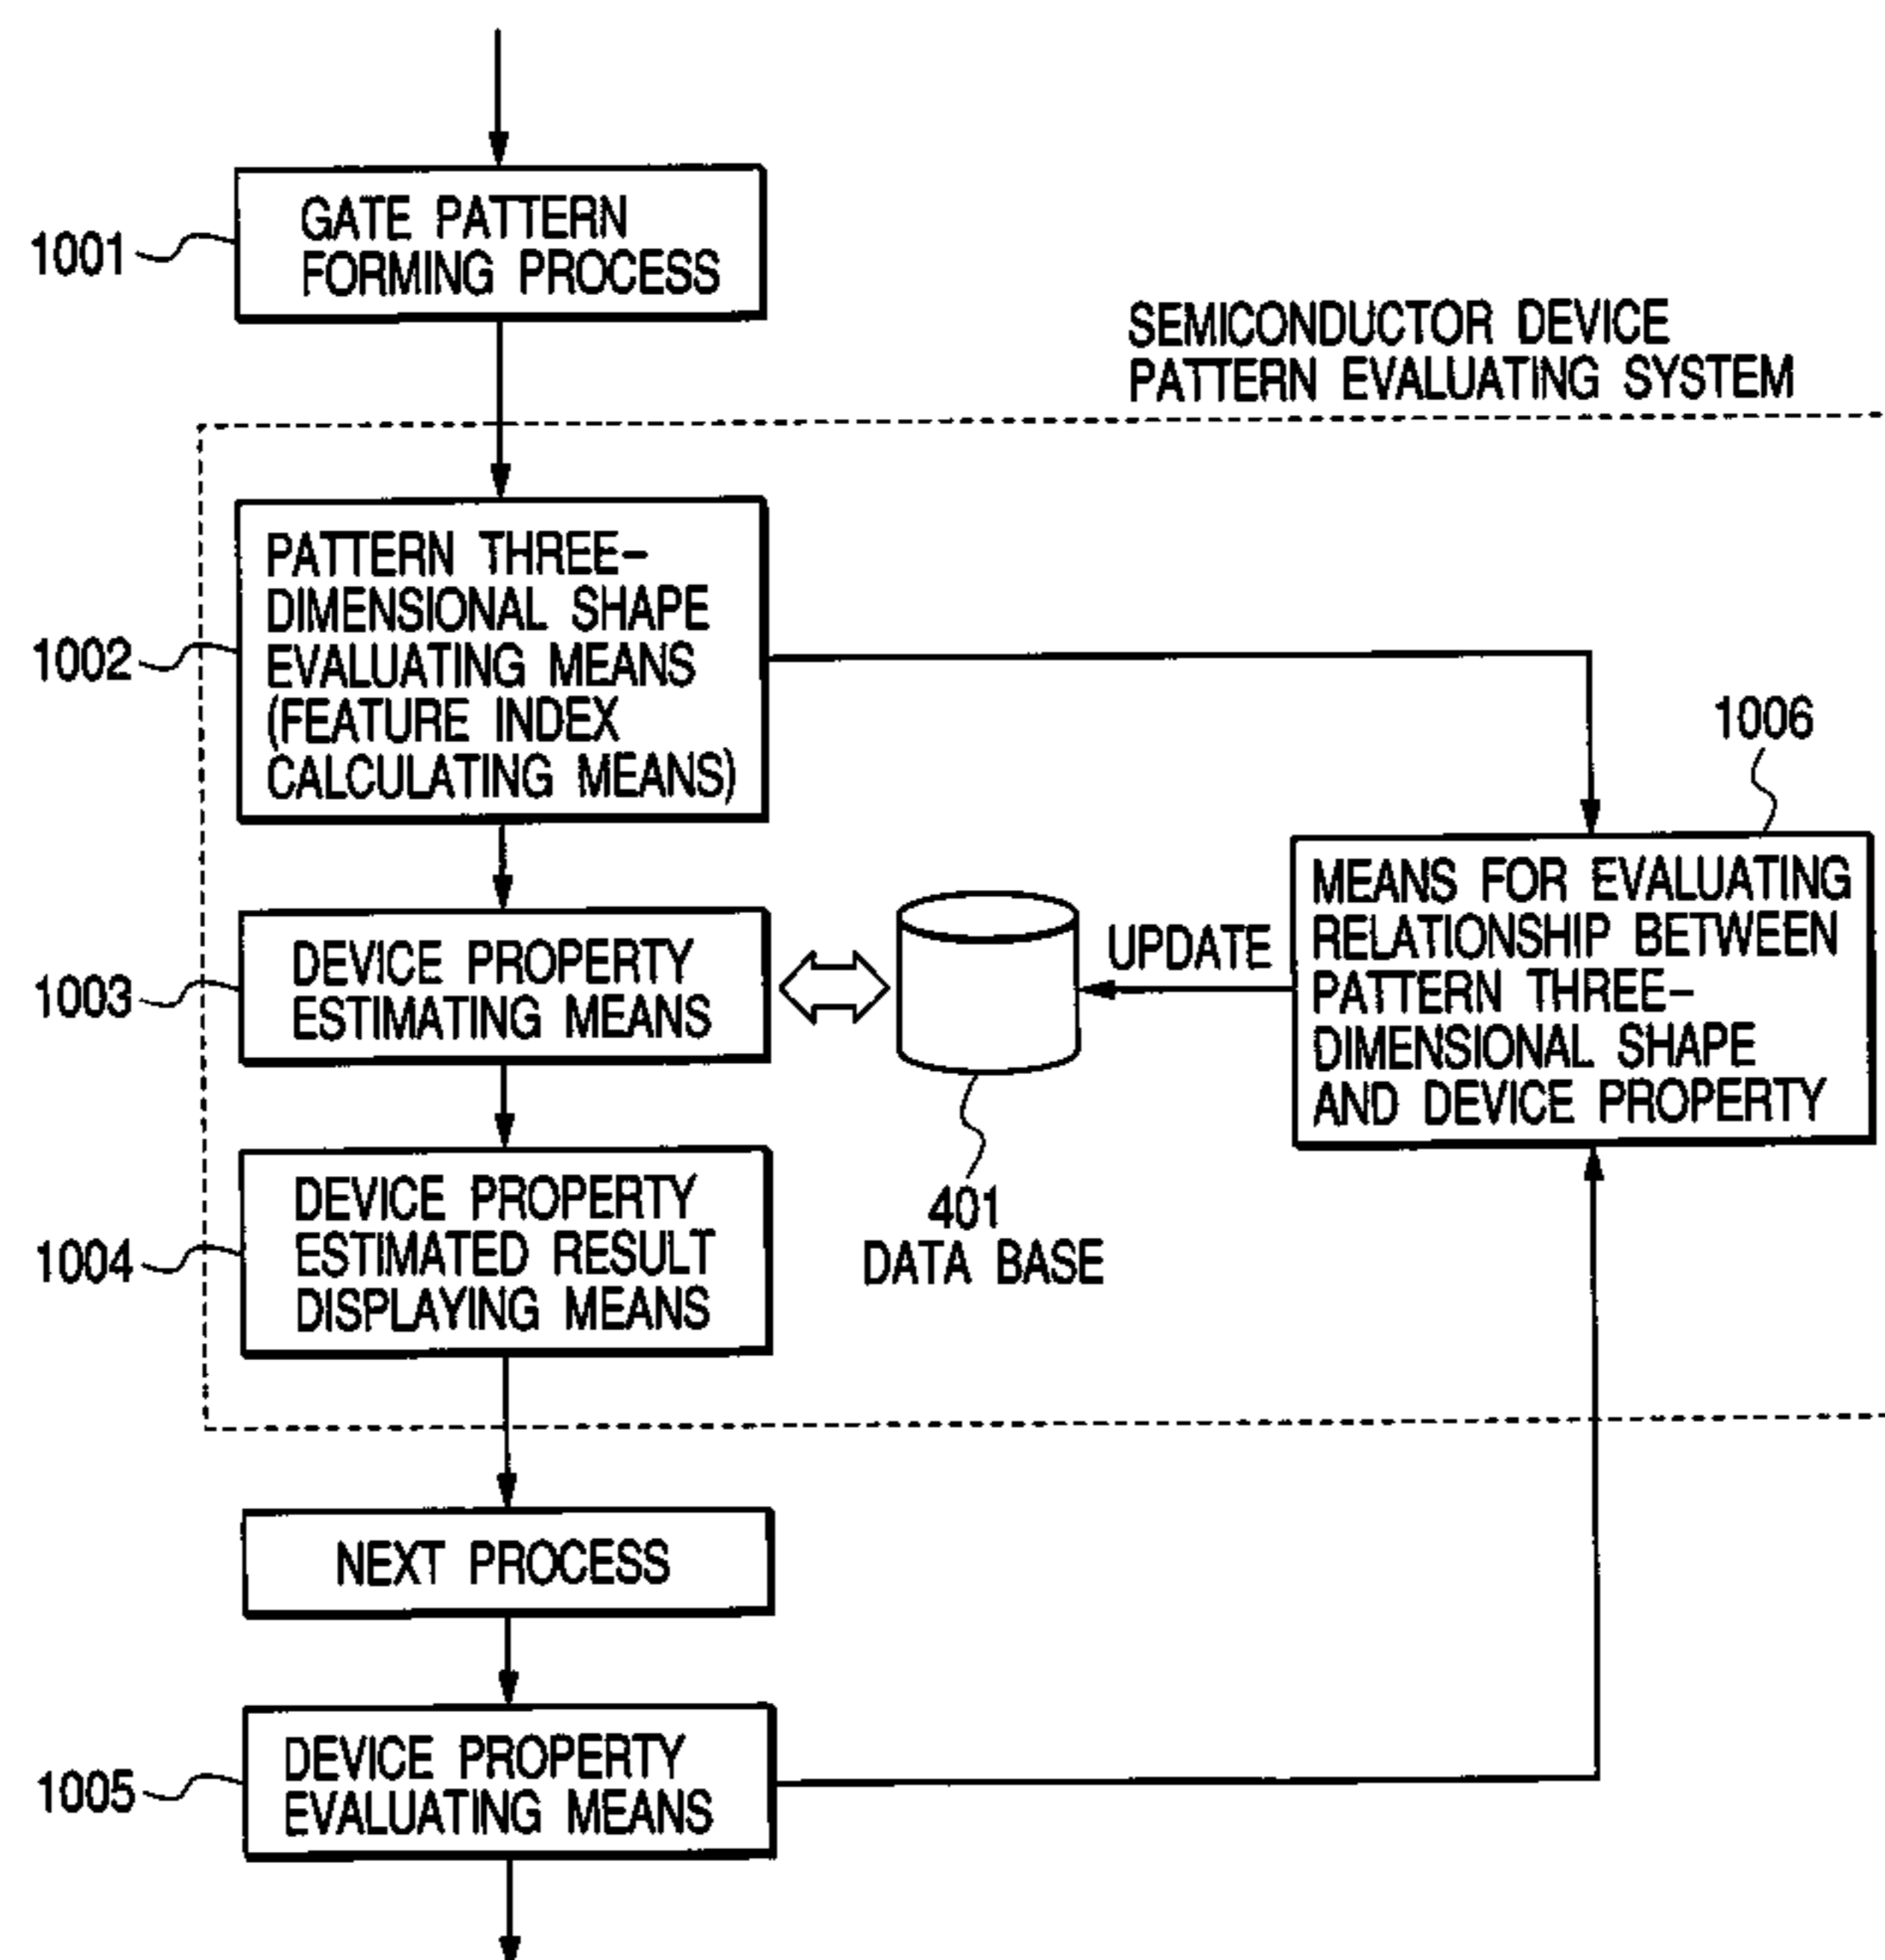 1001
GATE PATTERN
FORMING PROCESS
SEMICONDUCTOR DEVICE
PATTERN EVALUATING SYSTEM
1002
PATTERN THREE-
DIMENSIONAL SHAPE
EVALUATING MEANS
(FEATURE INDEX
CALCULATING MEANS)
1006
MEANS FOR EVALUATING
RELATIONSHIP BETWEEN
PATTERN THREE-
DIMENSIONAL SHAPE
AND DEVICE PROPERTY
UPDATE
1003
DEVICE PROPERTY
ESTIMATING MEANS
401
DATA BASE
1004
DEVICE PROPERTY
ESTIMATED RESULT
DISPLAYING MEANS
NEXT PROCESS
1005
DEVICE PROPERTY
EVALUATING MEANS